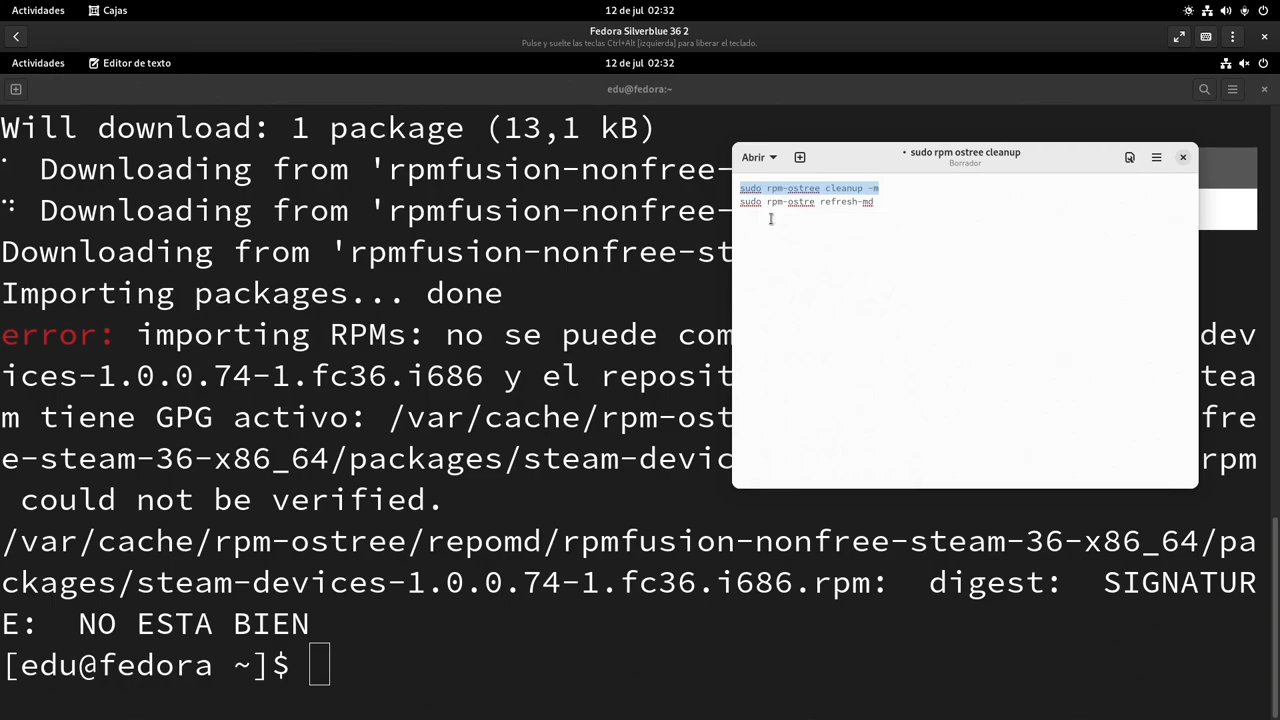 Actividades Cajas 12 de jul 02:32
Fedora Silverblue 36 2
Pulse y suelte las teclas Ctrl+Alt [izquierda] para liberar el teclado.
Actividades Editor de texto 12 de jul 02:32
edu@fedora:~
Will download: 1 package (13,1 kB)
Downloading from 'rpmfusion-nonfree-
Downloading from 'rpmfusion-nonfree-
Downloading from 'rpmfusion-nonfree-st
Importing packages... done
error: importing RPMs: no se puede com dev
ices-1.0.0.74-1.fc36.i686 y el reposit tea
m tiene GPG activo: /var/cache/rpm-ost fre
e-steam-36-x86_64/packages/steam-devic rpm
could not be verified.
/var/cache/rpm-ostree/repomd/rpmfusion-nonfree-steam-36-x86_64/pa
ckages/steam-devices-1.0.0.74-1.fc36.i686.rpm: digest: SIGNATUR
E: NO ESTA BIEN
[edu@fedora ~]$
Abrir • sudo rpm ostree cleanup
Borrador
sudo rpm-ostree cleanup -m
sudo rpm-ostre refresh-md